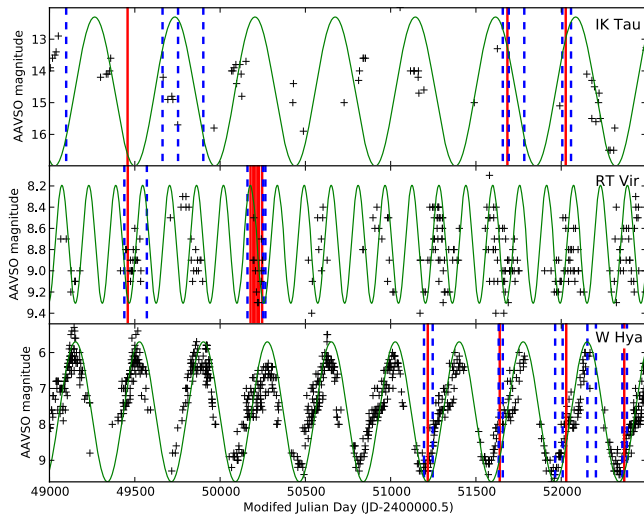 IK Tau
AAVSO magnitude
13
14
15
16
RT Vir
AAVSO magnitude
8.2
8.4
8.6
8.8
9.0
9.2
9.4
W Hya
AAVSO magnitude
6
7
8
9
49000 49500 50000 50500 51000 51500 52000
Modifed Julian Day (JD-2400000.5)